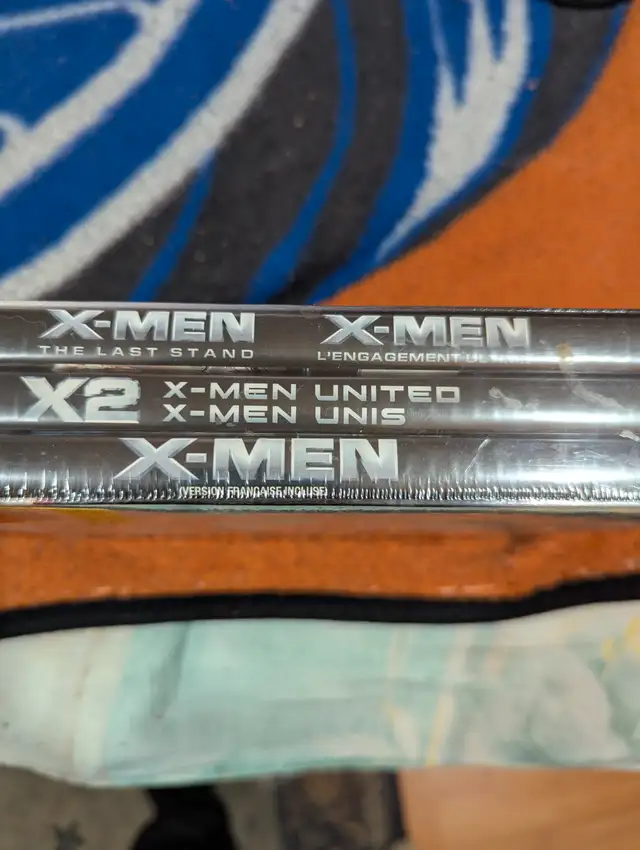 X-MEN
THE LAST STAND
X-MEN
L'ENGAGEMENT
X2
X-MEN UNITED
X-MEN UNIS
X-MEN
(VERSION FRANÇAISE INCLUSE)